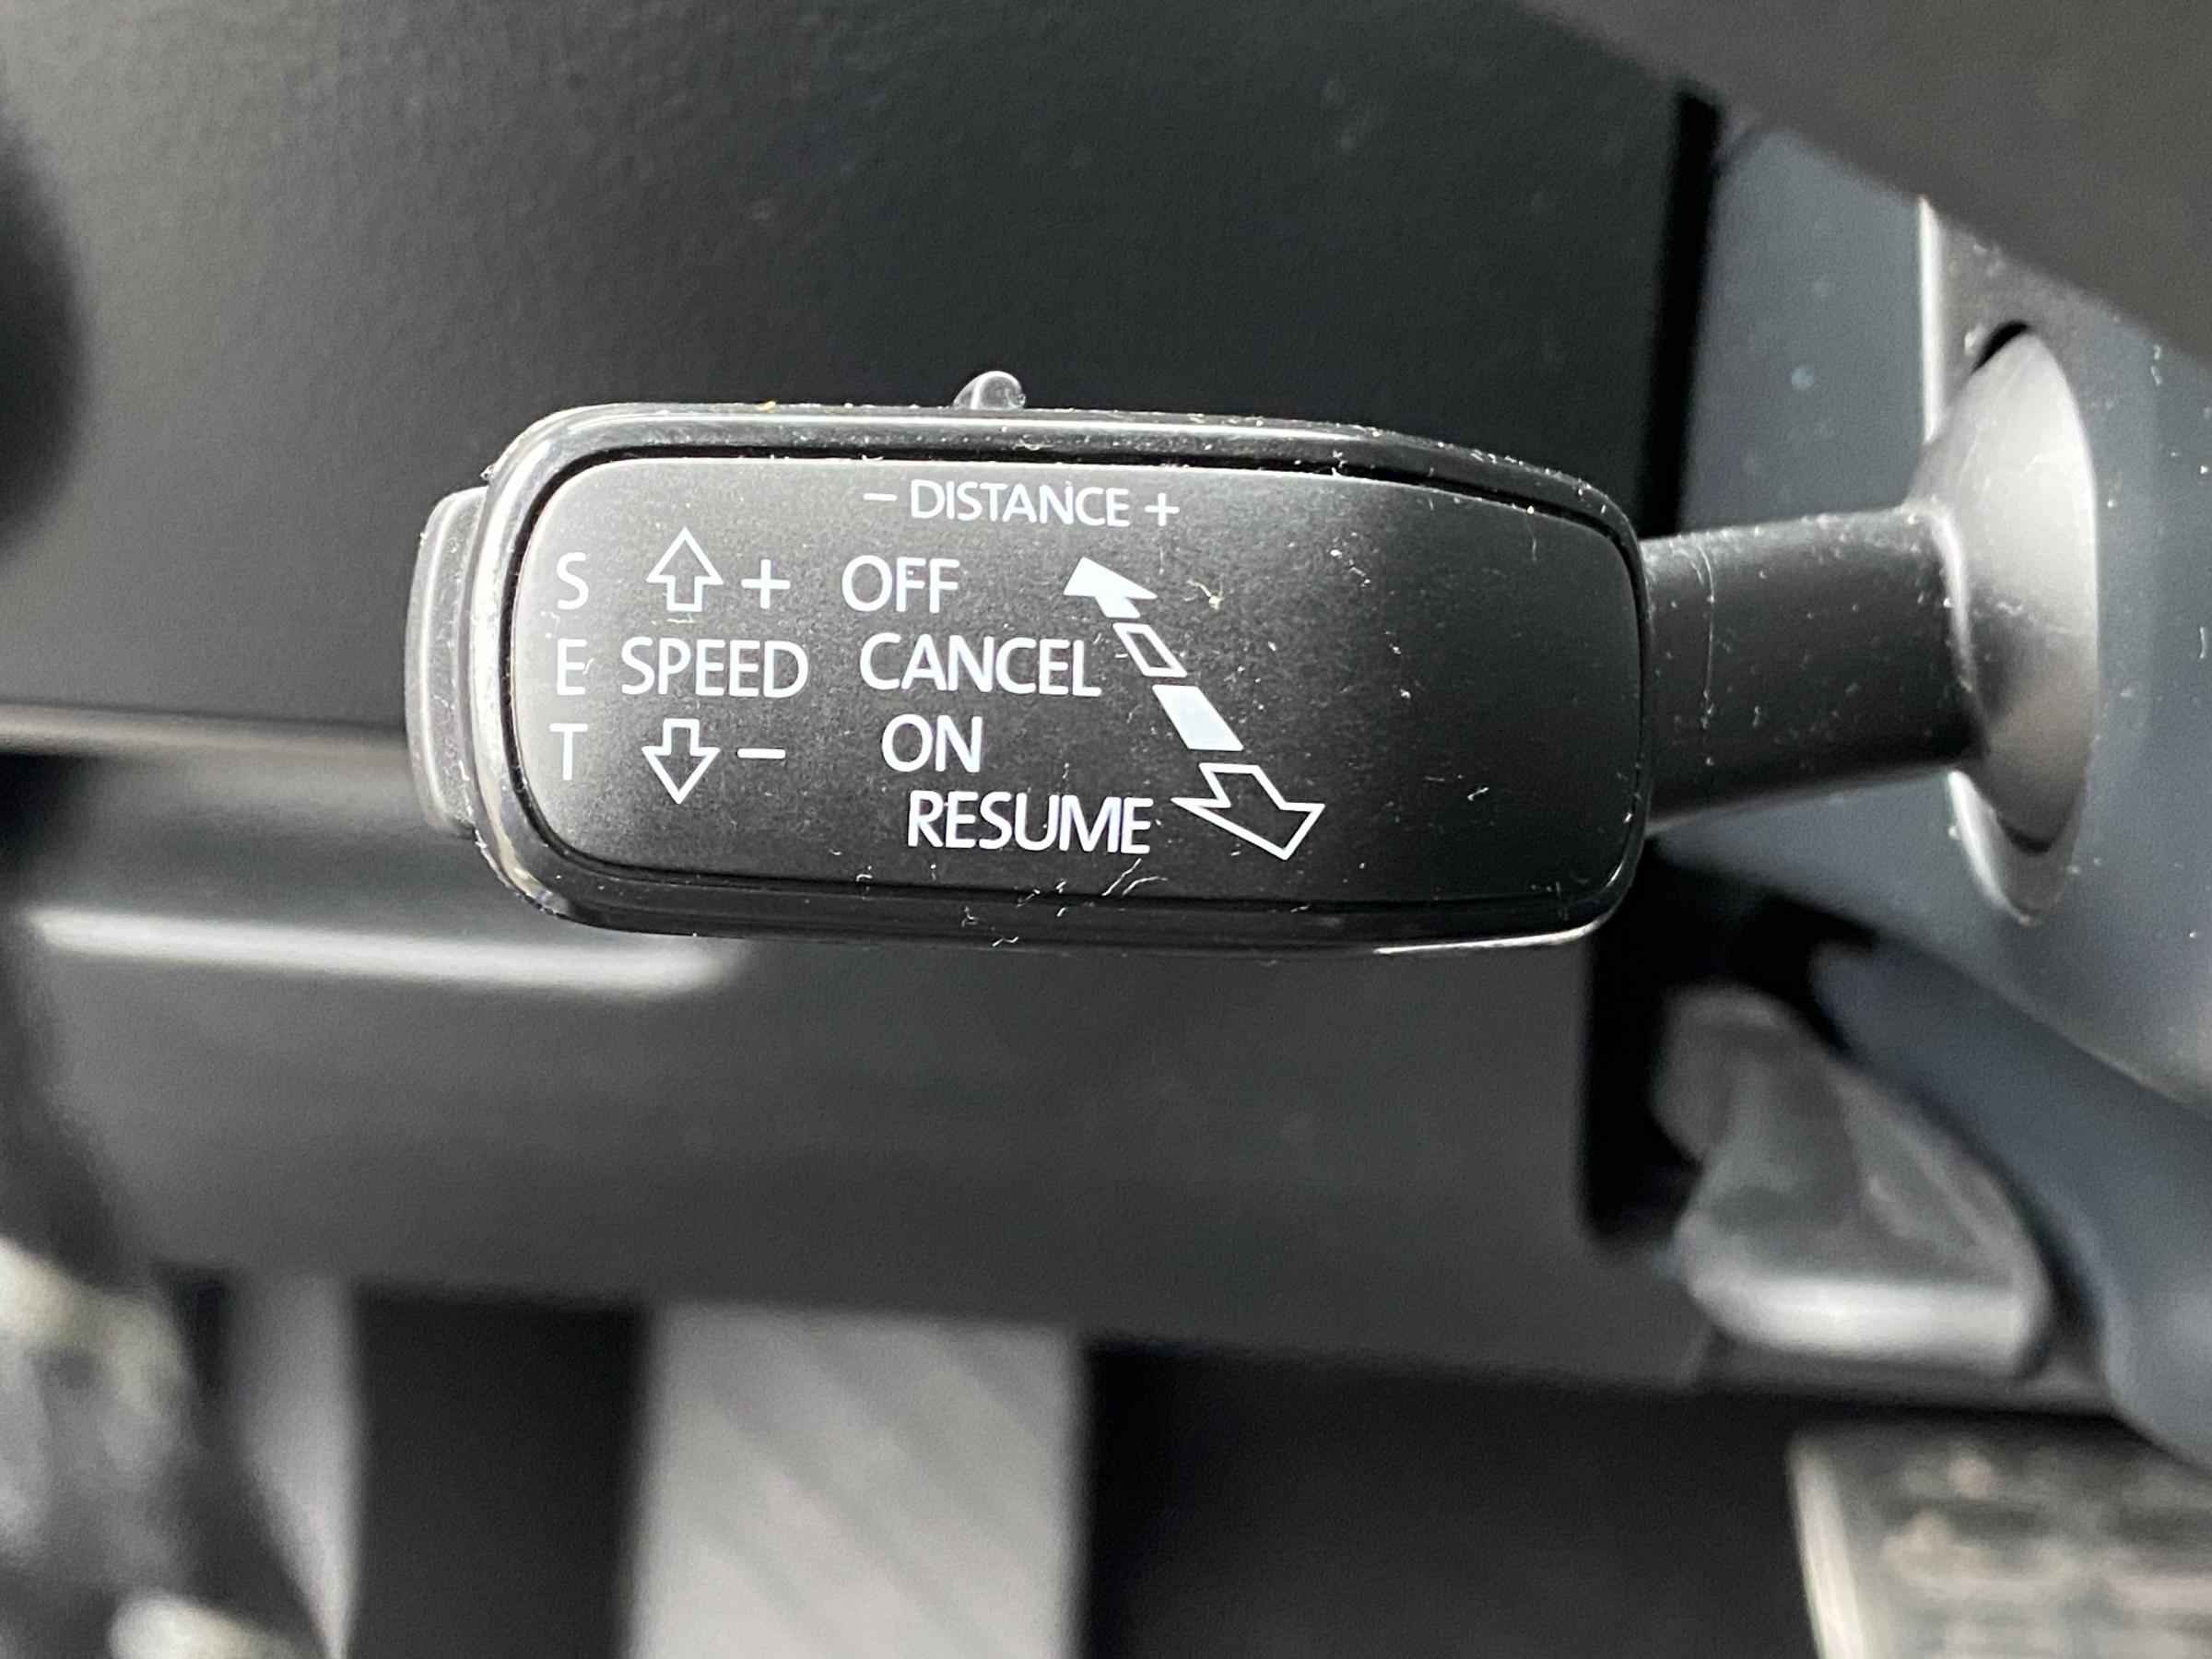 − DISTANCE +
S + OFF
E SPEED CANCEL
T − ON
RESUME